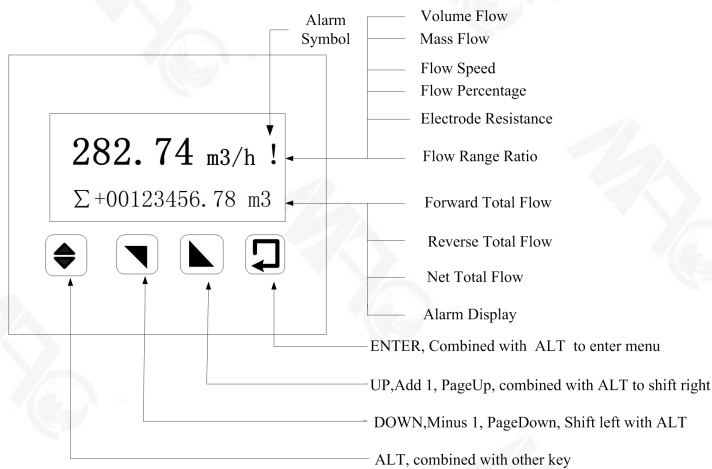 Alarm
Symbol
Volume Flow
Mass Flow
Flow Speed
Flow Percentage
Electrode Resistance
Flow Range Ratio
282.74 m3/h !
Σ+00123456.78 m3
Forward Total Flow
Reverse Total Flow
Net Total Flow
Alarm Display
ENTER, Combined with ALT to enter menu
UP,Add 1, PageUp, combined with ALT to shift right
DOWN,Minus 1, PageDown, Shift left with ALT
ALT, combined with other key